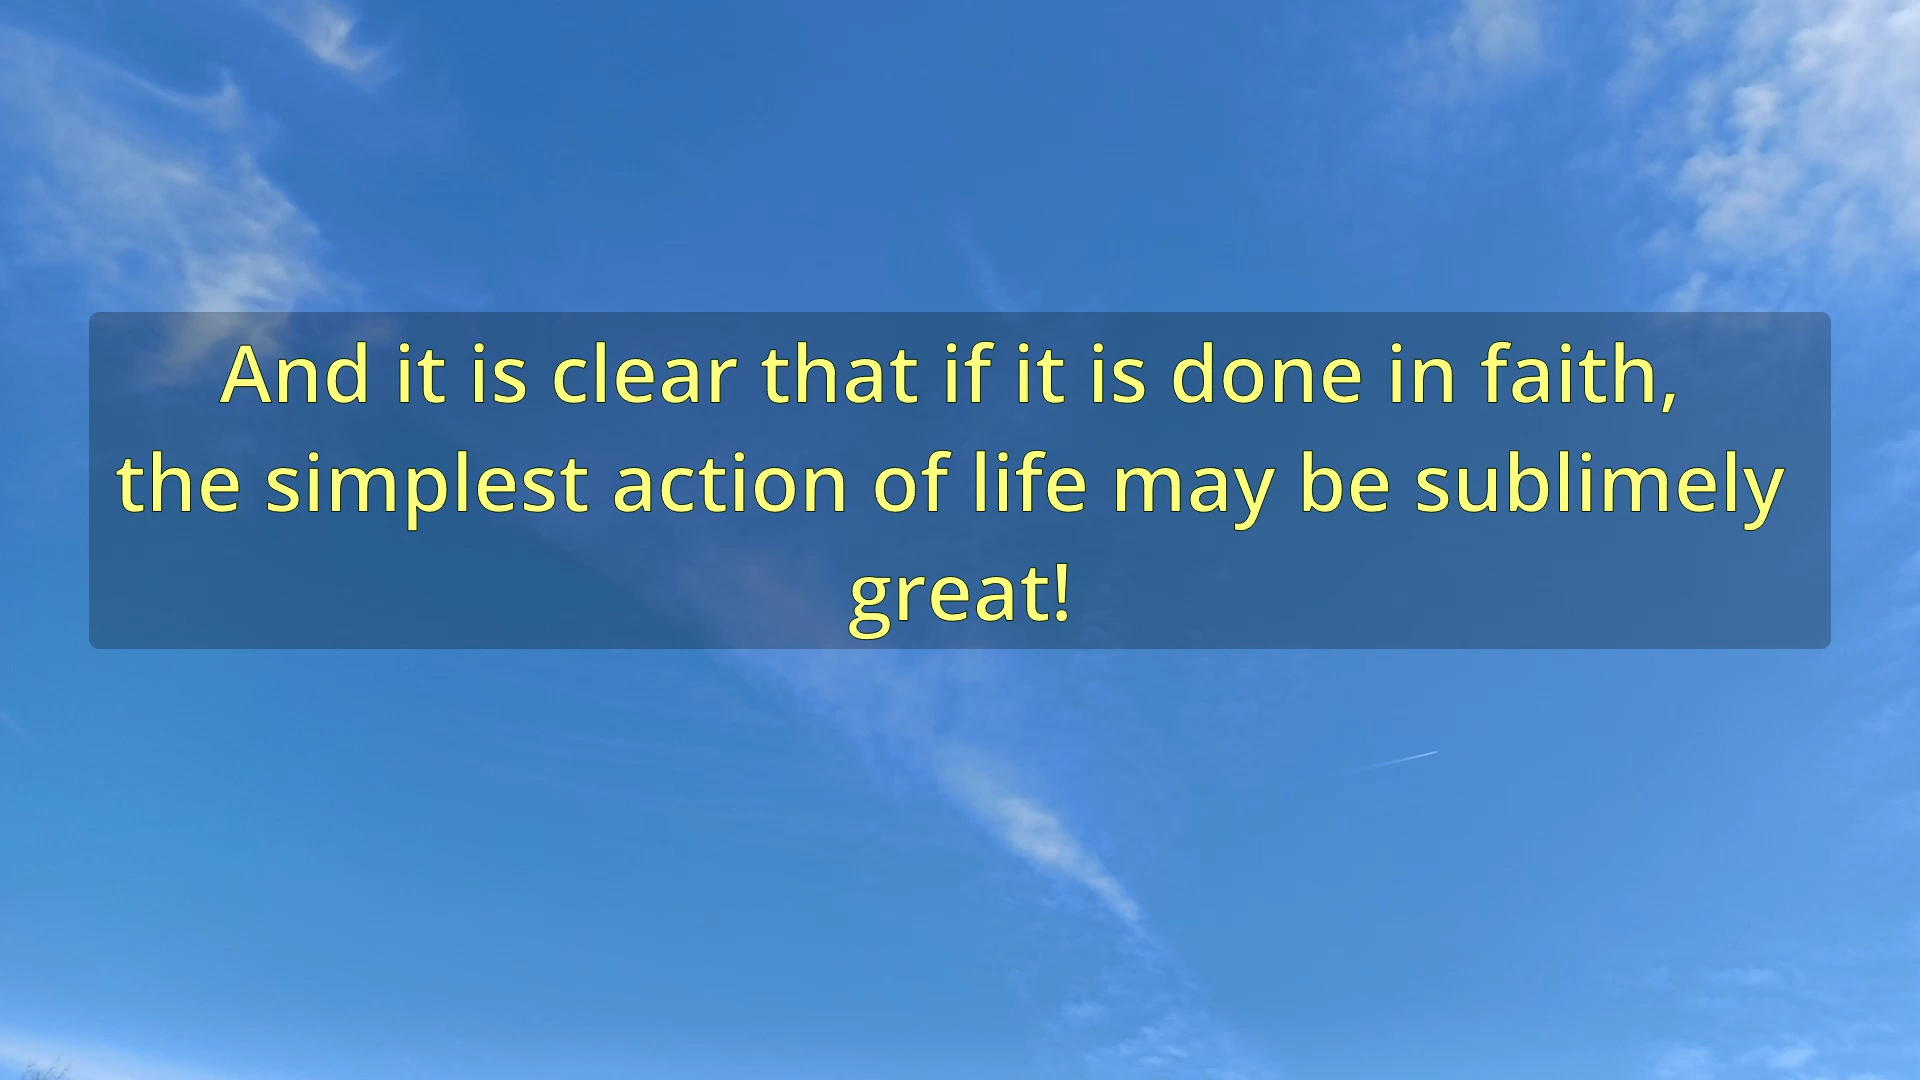 And it is clear that if it is done in faith,
the simplest action of life may be sublimely
great!